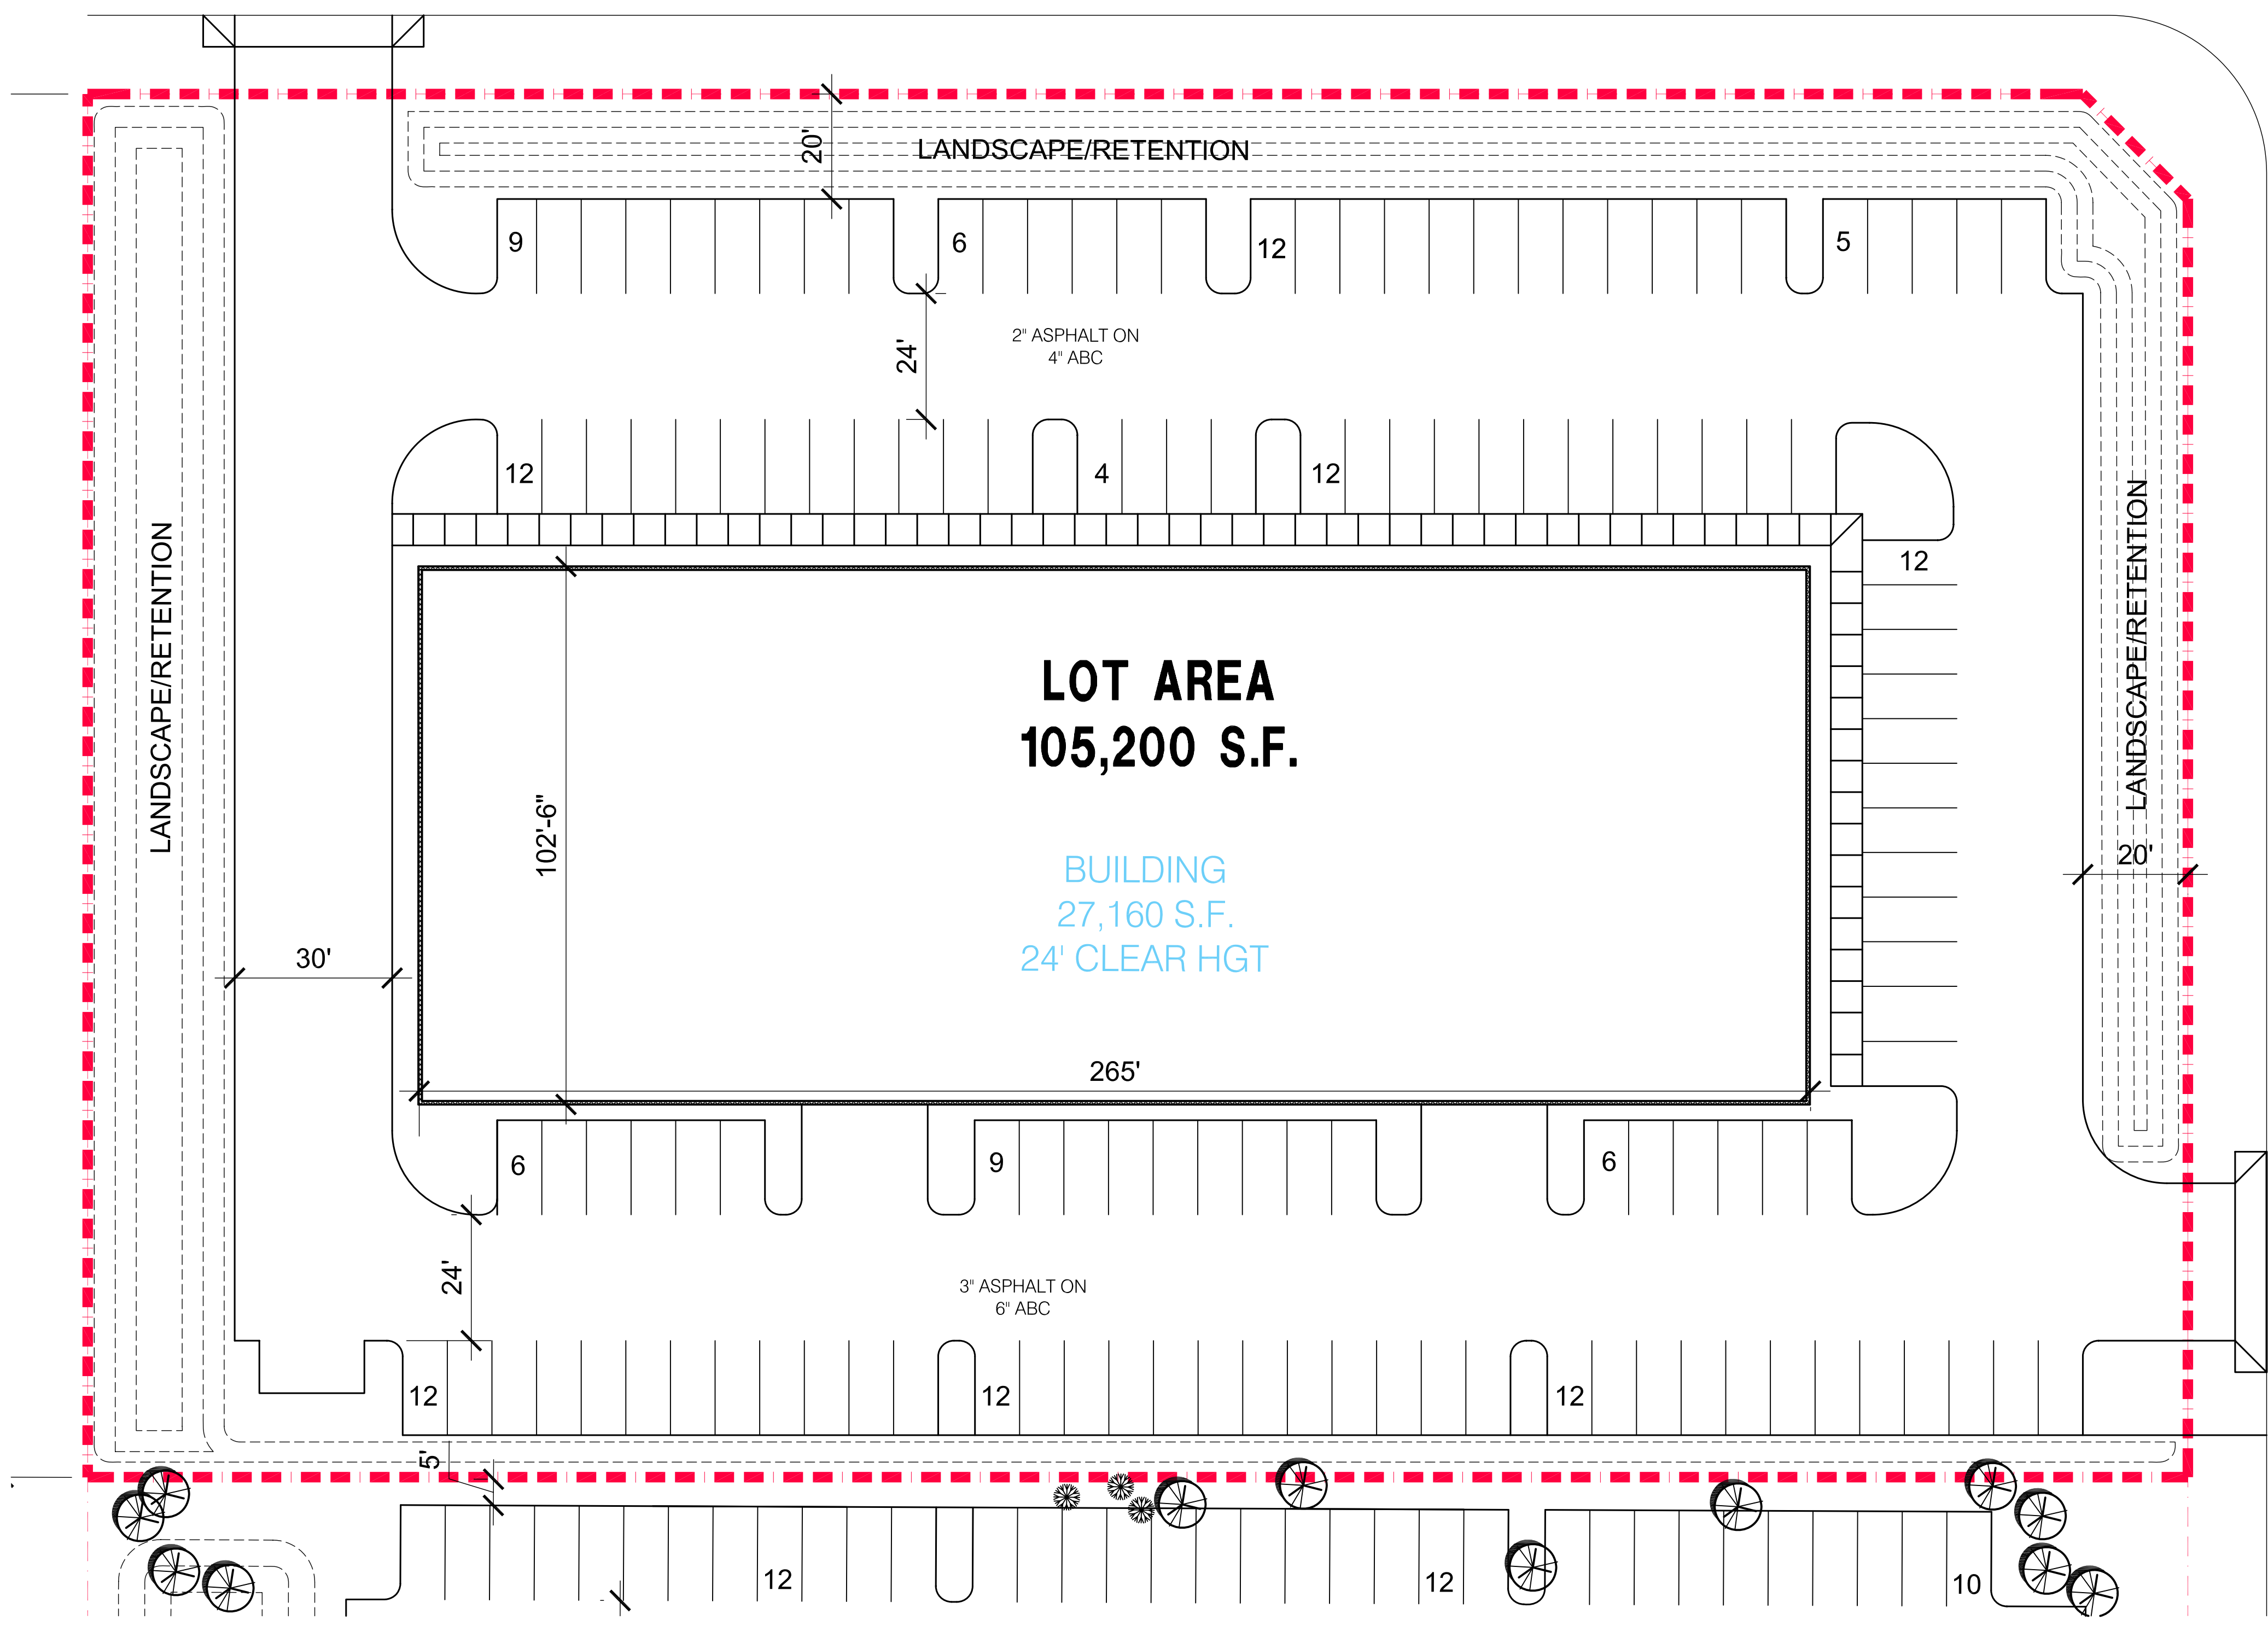 20'
LANDSCAPE/RETENTION
9
6
12
5
24'
2" ASPHALT ON
4" ABC
12
4
12
LANDSCAPE/RETENTION
LANDSCAPE/RETENTION
12
LOT AREA
105,200 S.F.
102'-6"
BUILDING
27,160 S.F.
24' CLEAR HGT
20'
30'
265'
6
9
6
24'
3" ASPHALT ON
6" ABC
12
12
12
5'
12
12
10